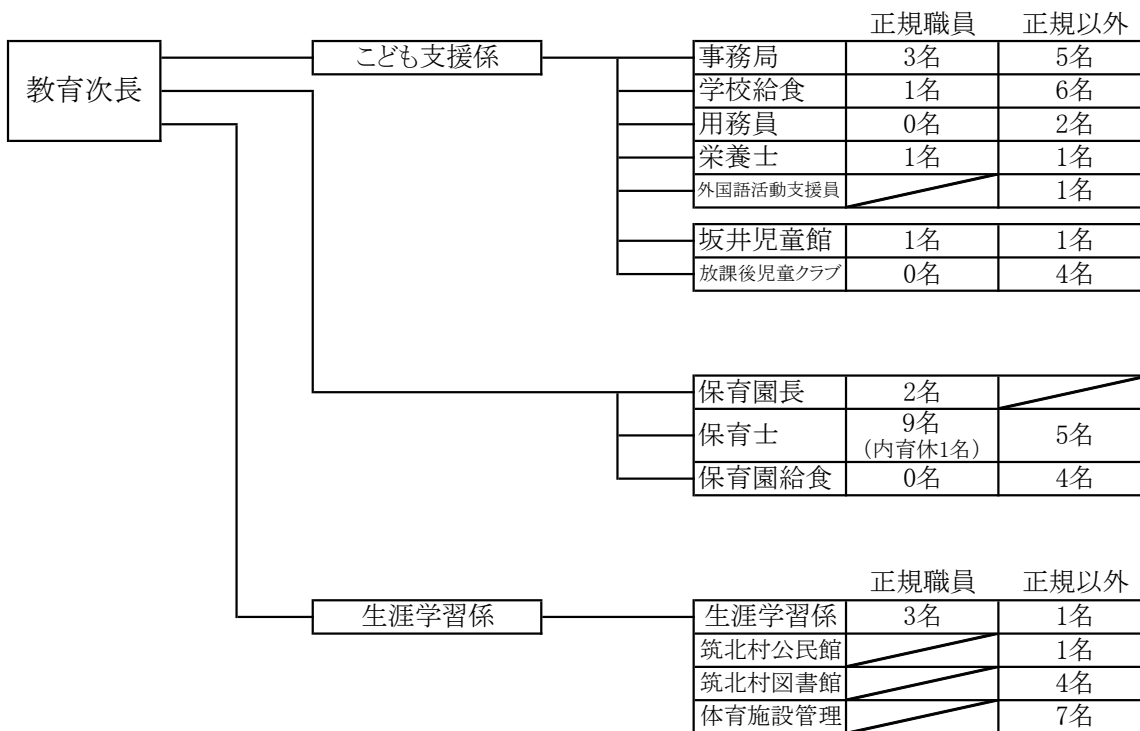 正規職員 正規以外
教育次長
こども支援係
事務局 3名 5名
学校給食 1名 6名
用務員 0名 2名
栄養士 1名 1名
外国語活動支援員 1名
坂井児童館 1名 1名
放課後児童クラブ 0名 4名
保育園長 2名
保育士 9名 5名
(内育休1名)
保育園給食 0名 4名
正規職員 正規以外
生涯学習係
生涯学習係 3名 1名
筑北村公民館 1名
筑北村図書館 4名
体育施設管理 7名